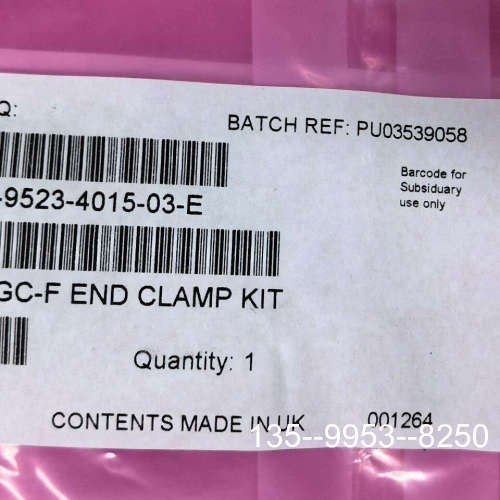 Q:
BATCH REF: PU03539058
Barcode for
Subsiduary
use only
-9523-4015-03-E
GC-F END CLAMP KIT
Quantity: 1
CONTENTS MADE IN UK 001264
135--9953--8250